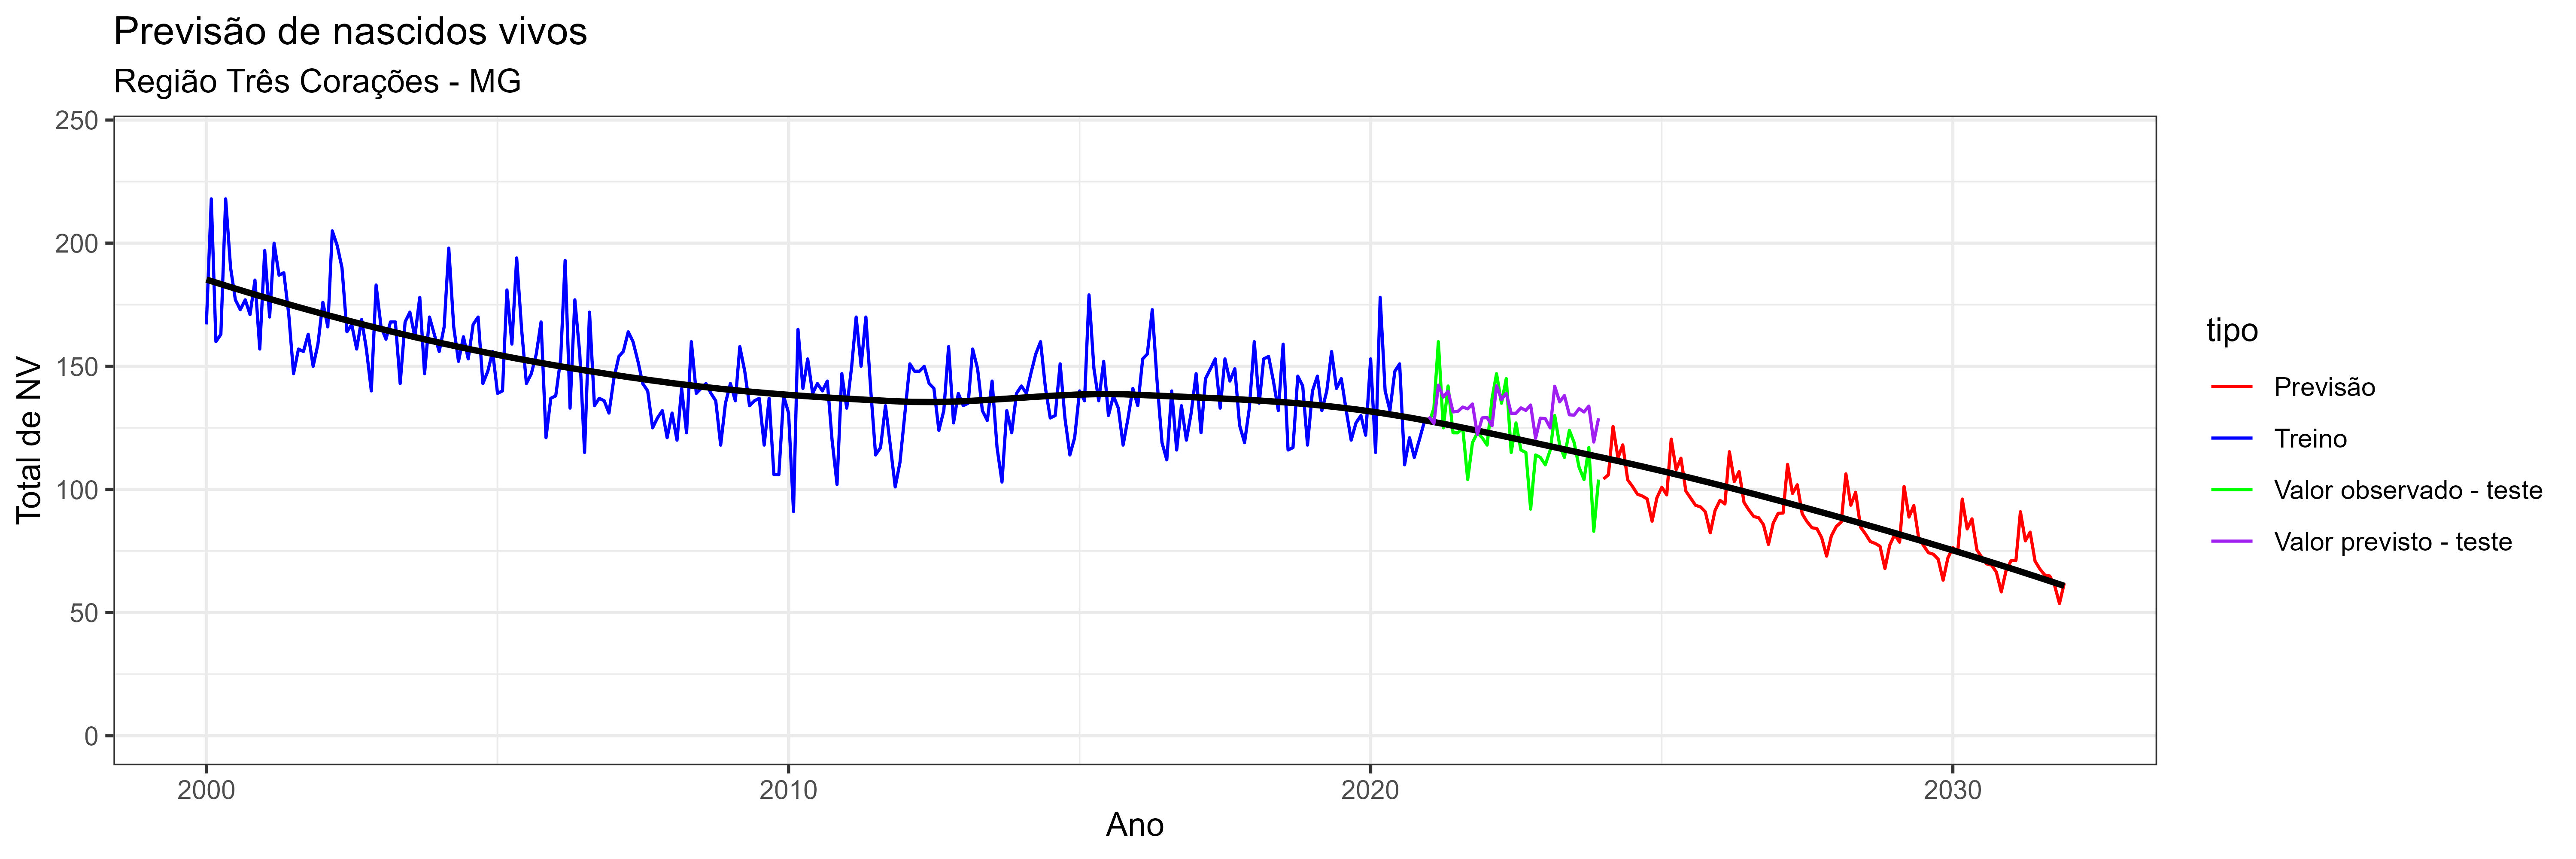 Previsão de nascidos vivos
Região Três Corações - MG
250
200
150
100
50
0
Total de NV
2000
2010
2020
2030
Ano
tipo
Previsão
Treino
Valor observado - teste
Valor previsto - teste